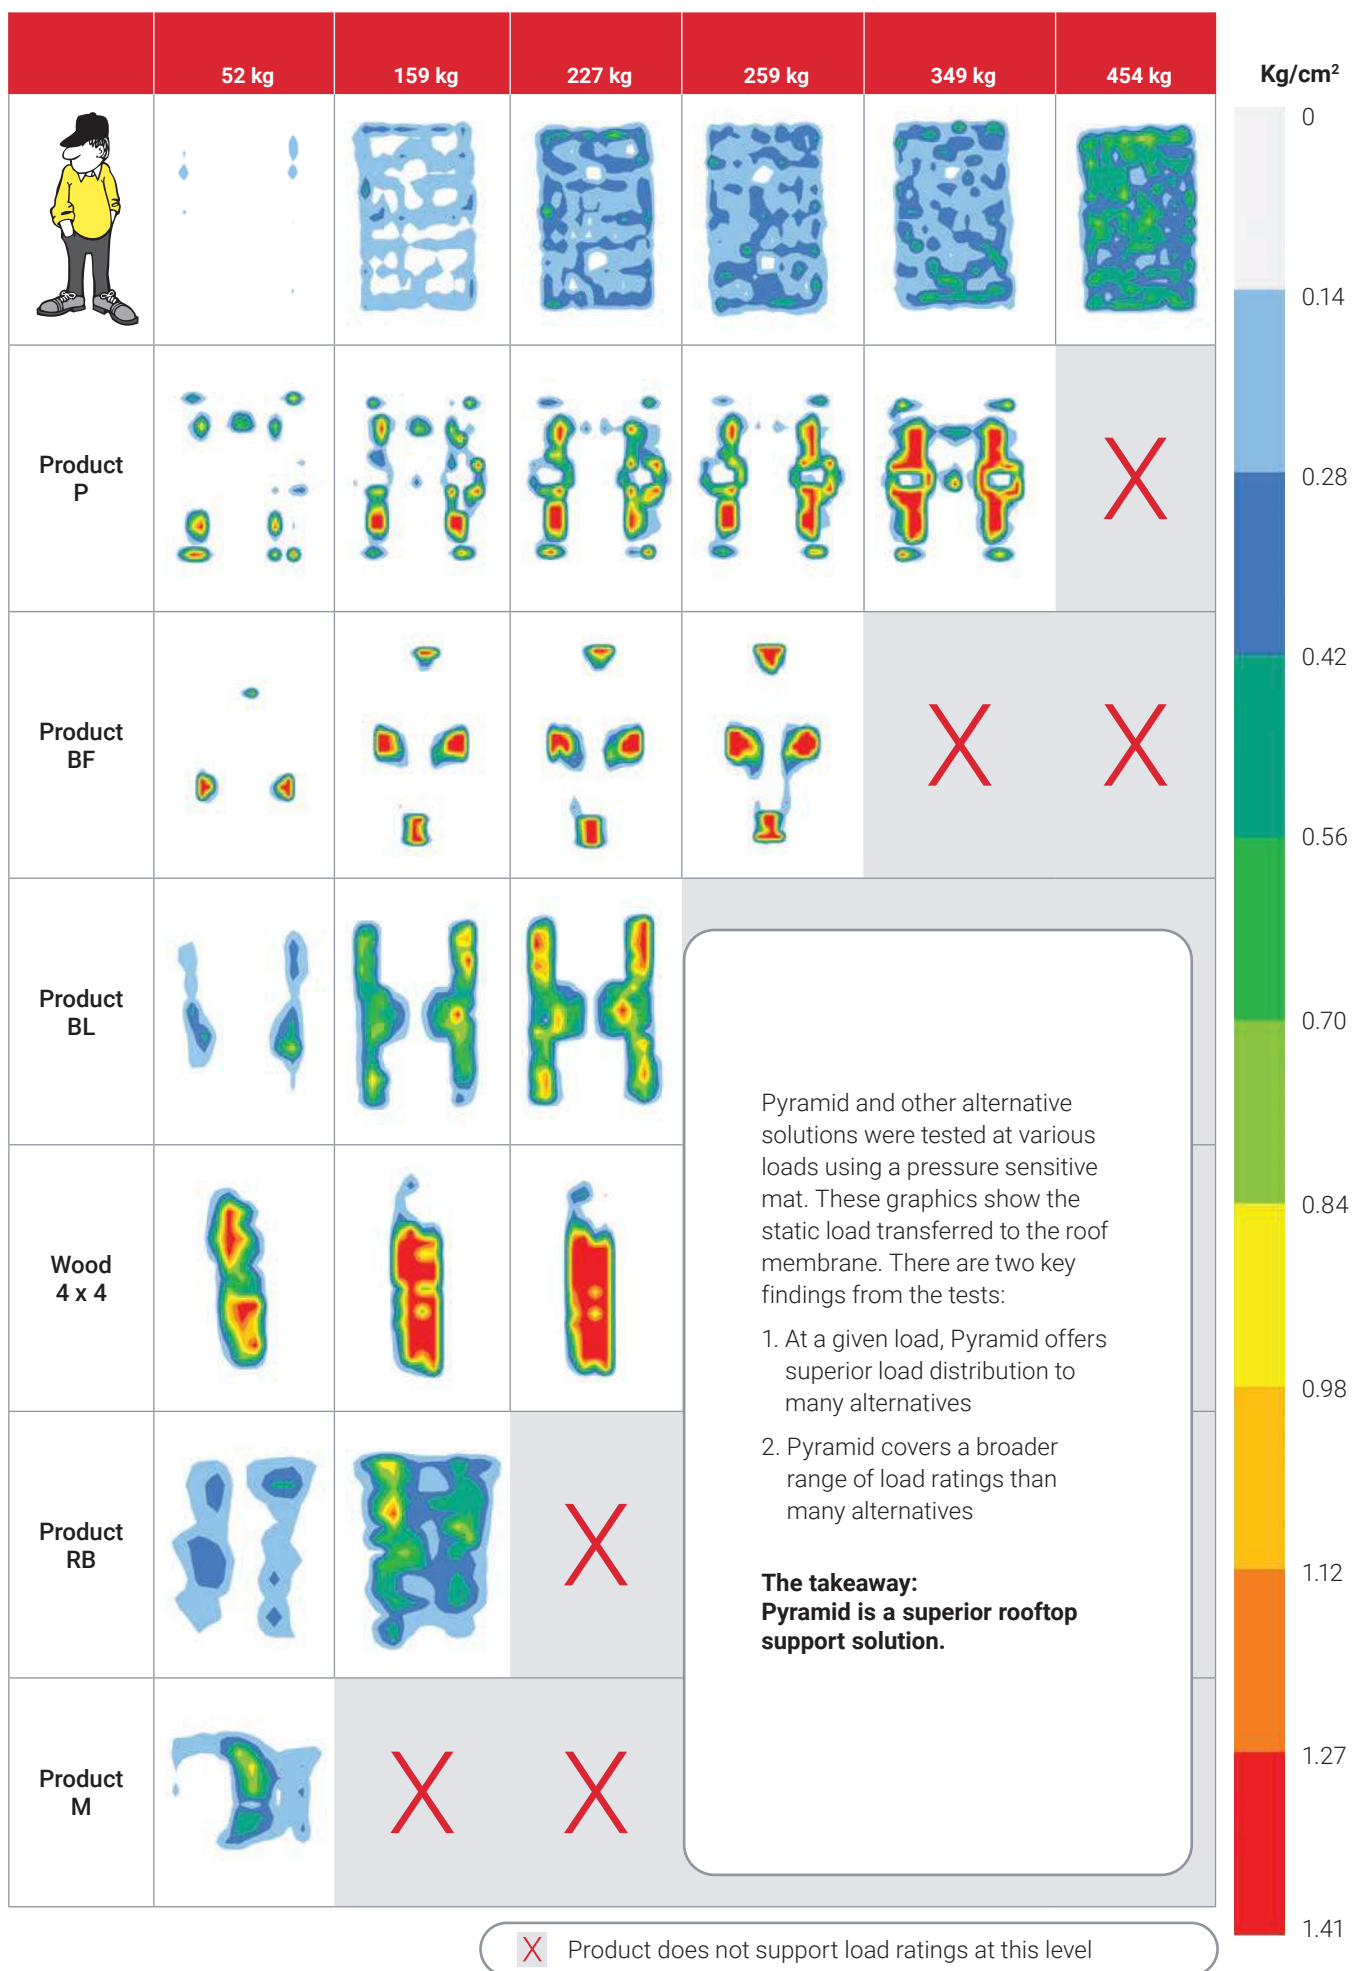 52 kg 159 kg 227 kg 259 kg 349 kg 454 kg
Kg/cm²
0
0.14
0.28
0.42
0.56
0.70
0.84
0.98
1.12
1.27
1.41
Product
P
X
Product
BF
X X
Product
BL
Wood
4 x 4
Product
RB
X
Product
M
X X
Pyramid and other alternative
solutions were tested at various
loads using a pressure sensitive
mat. These graphics show the
static load transferred to the roof
membrane. There are two key
findings from the tests:
1. At a given load, Pyramid offers
superior load distribution to
many alternatives
2. Pyramid covers a broader
range of load ratings than
many alternatives
The takeaway:
Pyramid is a superior rooftop
support solution.
X Product does not support load ratings at this level